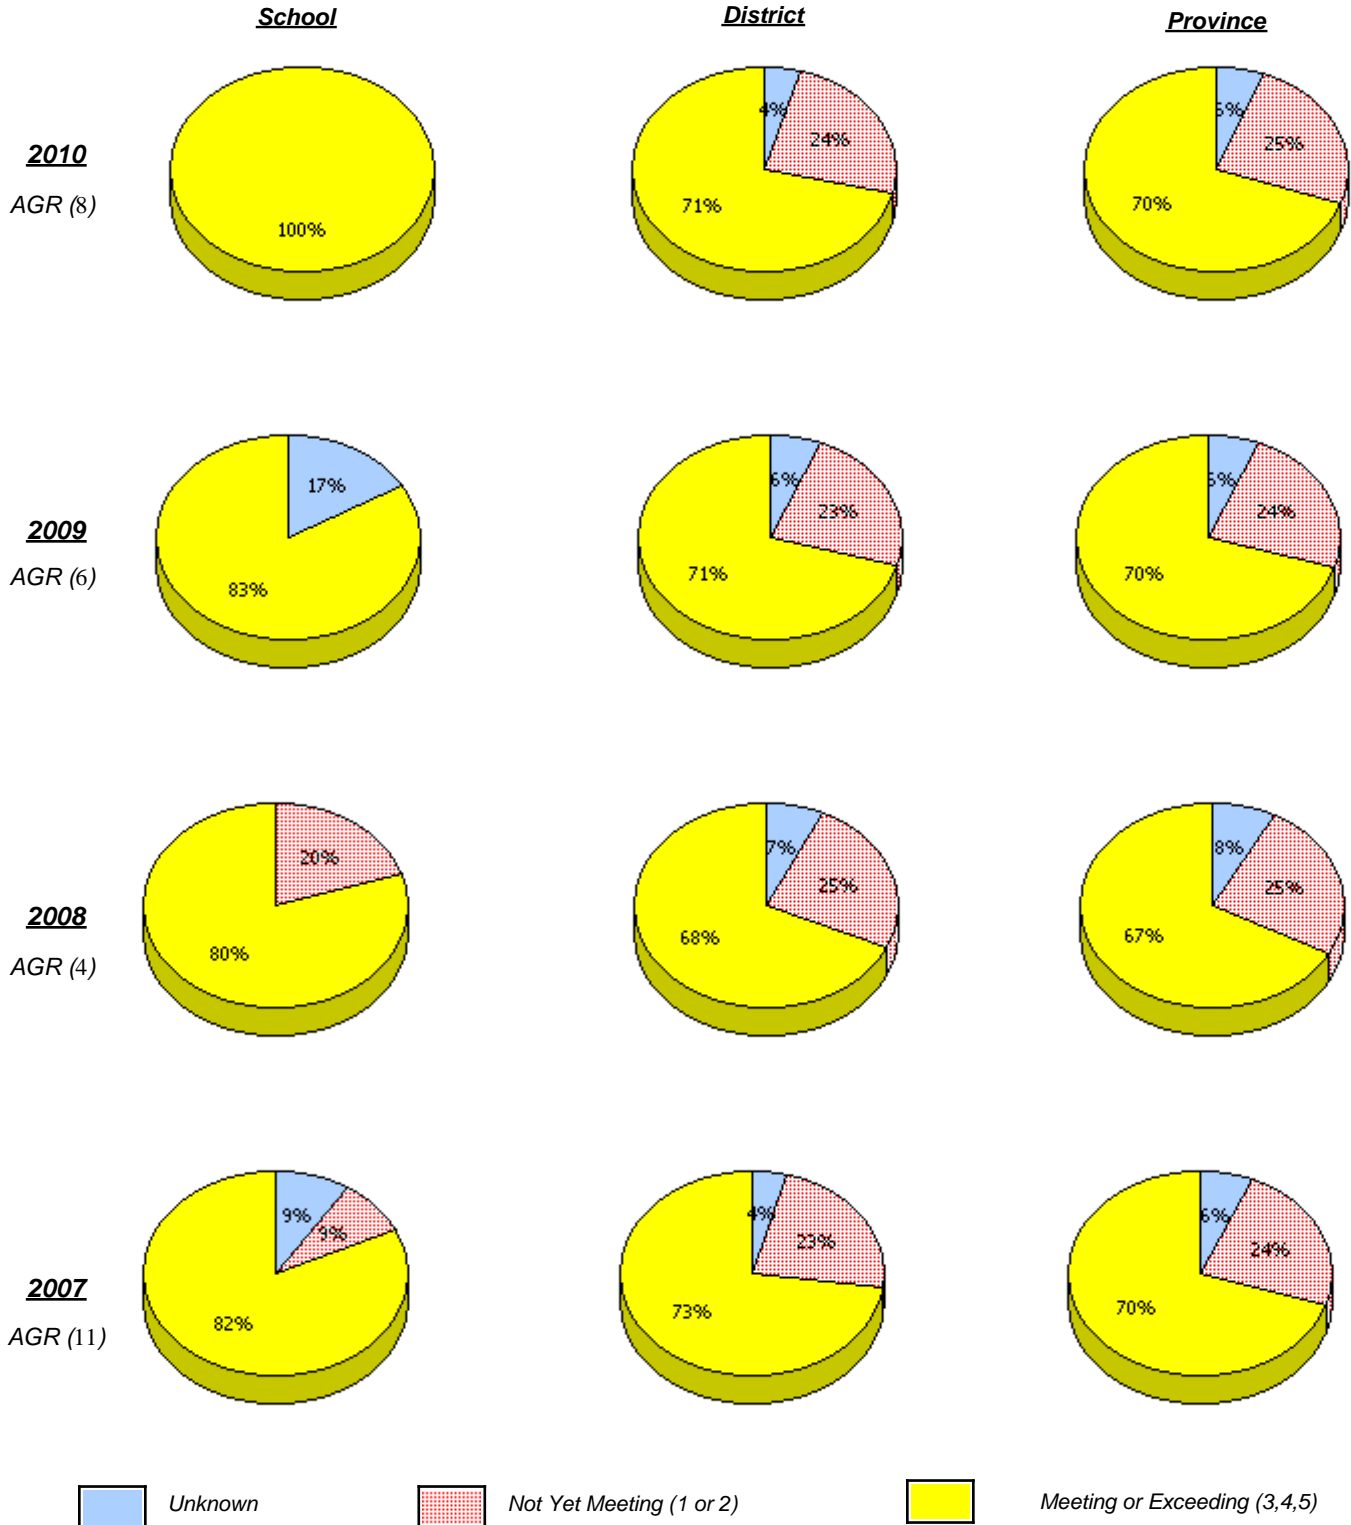 School District Province
4% 24% 5% 25%
2010
AGR (8)
71% 70%
100%
17% 6% 23% 24%
2009
AGR (6)
83% 71% 70%
20% 7% 25% 8% 25%
2008
AGR (4)
80% 68% 67%
9% 9% 4% 23% 6% 24%
2007
AGR (11)
82% 73% 70%
Unknown Not Yet Meeting (1 or 2) Meeting or Exceeding (3,4,5)